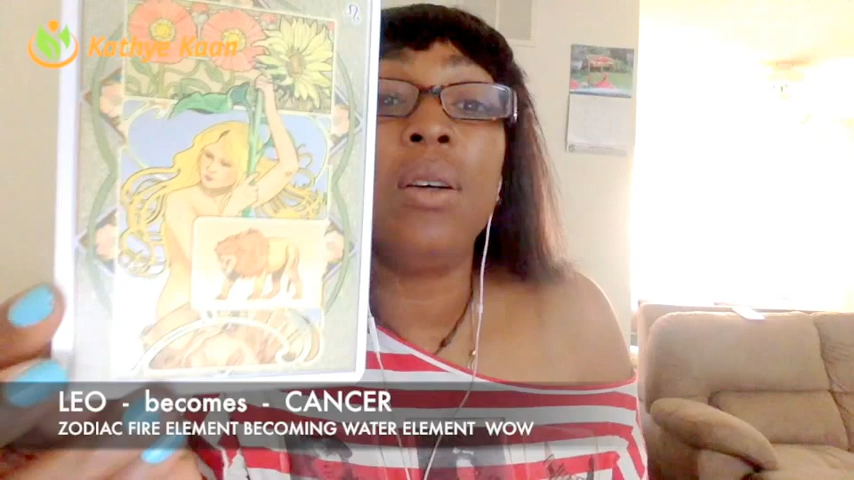 Kathye Kaan
LEO - becomes - CANCER
ZODIAC FIRE ELEMENT BECOMING WATER ELEMENT WOW